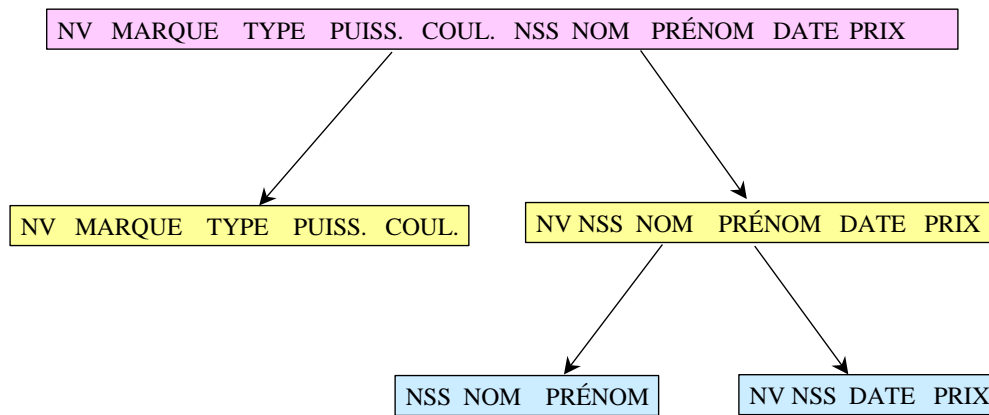 NV MARQUE TYPE PUISS. COUL. NSS NOM PRÉNOM DATE PRIX
NV MARQUE TYPE PUISS. COUL.
NV NSS NOM PRÉNOM DATE PRIX
NSS NOM PRÉNOM
NV NSS DATE PRIX